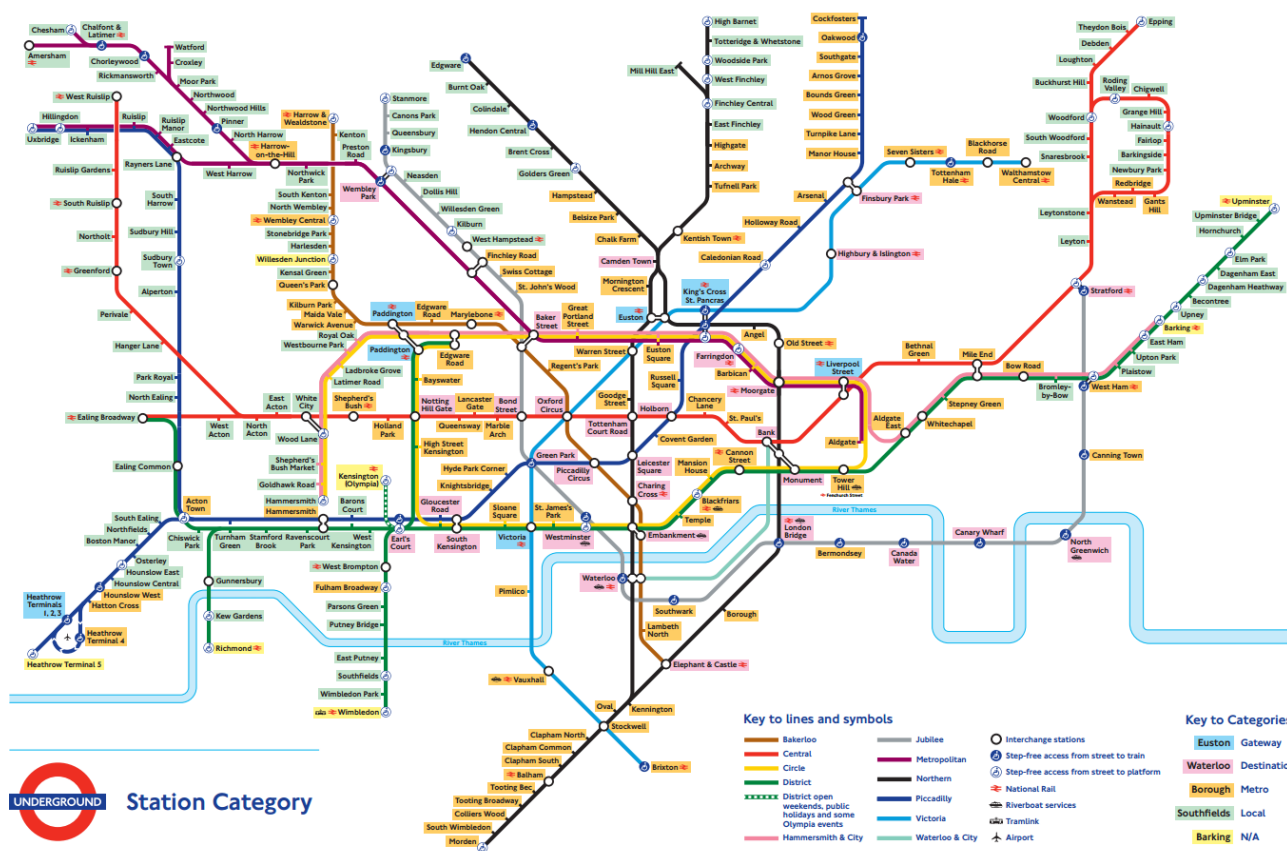 Chesham
Chalfont &
Latimer
Amersham
Chorleywood
Rickmansworth
Watford
Croxley
Moor Park
Northwood
Northwood Hills
Pinner
North Harrow
Harrow-
on-the-Hill
West Ruislip
Hillingdon
Uxbridge
Ickenham
Ruislip
Ruislip
Manor
Eastcote
Rayners Lane
West Harrow
Northwick
Park
Preston
Road
Wembley
Park
Ruislip Gardens
South Ruislip
Northolt
Greenford
Perivale
Hanger Lane
South
Harrow
Sudbury Hill
Sudbury
Town
Alperton
Park Royal
North Ealing
Ealing Broadway
Ealing Common
West
Acton
North
Acton
East
Acton
White
City
Wood Lane
Shepherd's
Bush Market
Goldhawk Road
Hammersmith
Hammersmith
Harrow &
Wealdstone
Kenton
South Kenton
North Wembley
Wembley Central
Stonebridge Park
Harlesden
Willesden Junction
Kensal Green
Queen's Park
Kilburn Park
Maida Vale
Warwick Avenue
Royal Oak
Westbourne Park
Ladbroke Grove
Latimer Road
Stanmore
Canons Park
Queensbury
Kingsbury
Neasden
Dollis Hill
Willesden Green
Kilburn
West Hampstead
Finchley Road
Swiss Cottage
St. John's Wood
Edgware
Burnt Oak
Colindale
Hendon Central
Brent Cross
Golders Green
Hampstead
Belsize Park
Chalk Farm
Camden Town
Mornington
Crescent
Euston
High Barnet
Totteridge & Whetstone
Woodside Park
West Finchley
Mill Hill East
Finchley Central
East Finchley
Highgate
Archway
Tufnell Park
Kentish Town
Cockfosters
Oakwood
Southgate
Arnos Grove
Bounds Green
Wood Green
Turnpike Lane
Manor House
Arsenal
Holloway Road
Caledonian Road
King's Cross
St. Pancras
Seven Sisters
Tottenham
Hale
Blackhorse
Road
Walthamstow
Central
Finsbury Park
Highbury & Islington
Epping
Theydon Bois
Debden
Loughton
Buckhurst Hill
Roding
Valley
Chigwell
Grange Hill
Hainault
Fairlop
Barkingside
Newbury Park
Redbridge
Gants
Hill
Wanstead
Woodford
South Woodford
Snaresbrook
Leytonstone
Leyton
Stratford
Upminster
Upminster Bridge
Hornchurch
Elm Park
Dagenham East
Dagenham Heathway
Becontree
Upney
Barking
East Ham
Upton Park
Plaistow
West Ham
Bromley-
by-Bow
Bow Road
Mile End
Bethnal
Green
Stepney Green
Whitechapel
Aldgate
East
Aldgate
Liverpool
Street
Old Street
Angel
Moorgate
Barbican
Farringdon
Paddington
Paddington
Edgware
Road
Marylebone
Edgware
Road
Baker
Street
Great
Portland
Street
Euston
Square
Warren Street
Regent's Park
Goodge
Street
Russell
Square
Bayswater
Shepherd's
Bush
Holland
Park
Notting
Hill Gate
Lancaster
Gate
Queensway
Marble
Arch
Bond
Street
Oxford
Circus
Tottenham
Court Road
Holborn
Chancery
Lane
St. Paul's
Bank
Monument
Covent Garden
Leicester
Square
Piccadilly
Circus
Green Park
Hyde Park Corner
Knightsbridge
High Street
Kensington
Kensington
(Olympia)
Barons
Court
Gloucester
Road
South
Kensington
Earl's
Court
Sloane
Square
Victoria
St. James's
Park
Westminster
Charing
Cross
Embankment
Temple
Blackfriars
Mansion
House
Cannon
Street
Tower
Hill
Fenchurch Street
Acton
Town
South Ealing
Northfields
Boston Manor
Osterley
Hounslow East
Hounslow Central
Hounslow West
Hatton Cross
Heathrow
Terminals
1, 2, 3
Heathrow
Terminal 4
Heathrow Terminal 5
Chiswick
Park
Turnham
Green
Stamford
Brook
Ravenscourt
Park
West
Kensington
Gunnersbury
Kew Gardens
Richmond
West Brompton
Fulham Broadway
Parsons Green
Putney Bridge
East Putney
Southfields
Wimbledon Park
Wimbledon
Pimlico
Vauxhall
Stockwell
Brixton
Waterloo
Southwark
Lambeth
North
Elephant & Castle
Borough
London
Bridge
Bermondsey
Canada
Water
Canary Wharf
North
Greenwich
Canning Town
Kennington
Oval
Clapham North
Clapham Common
Clapham South
Balham
Tooting Bec
Tooting Broadway
Colliers Wood
South Wimbledon
Morden
River Thames
River Thames
UNDERGROUND
Station Category
Key to lines and symbols
Bakerloo
Central
Circle
District
District open
weekends, public
holidays and some
Olympia events
Hammersmith & City
Jubilee
Metropolitan
Northern
Piccadilly
Victoria
Waterloo & City
Interchange stations
Step-free access from street to train
Step-free access from street to platform
National Rail
Riverboat services
Tramlink
Airport
Key to Categories
Euston Gateway
Waterloo Destinatio
Borough Metro
Southfields Local
Barking N/A